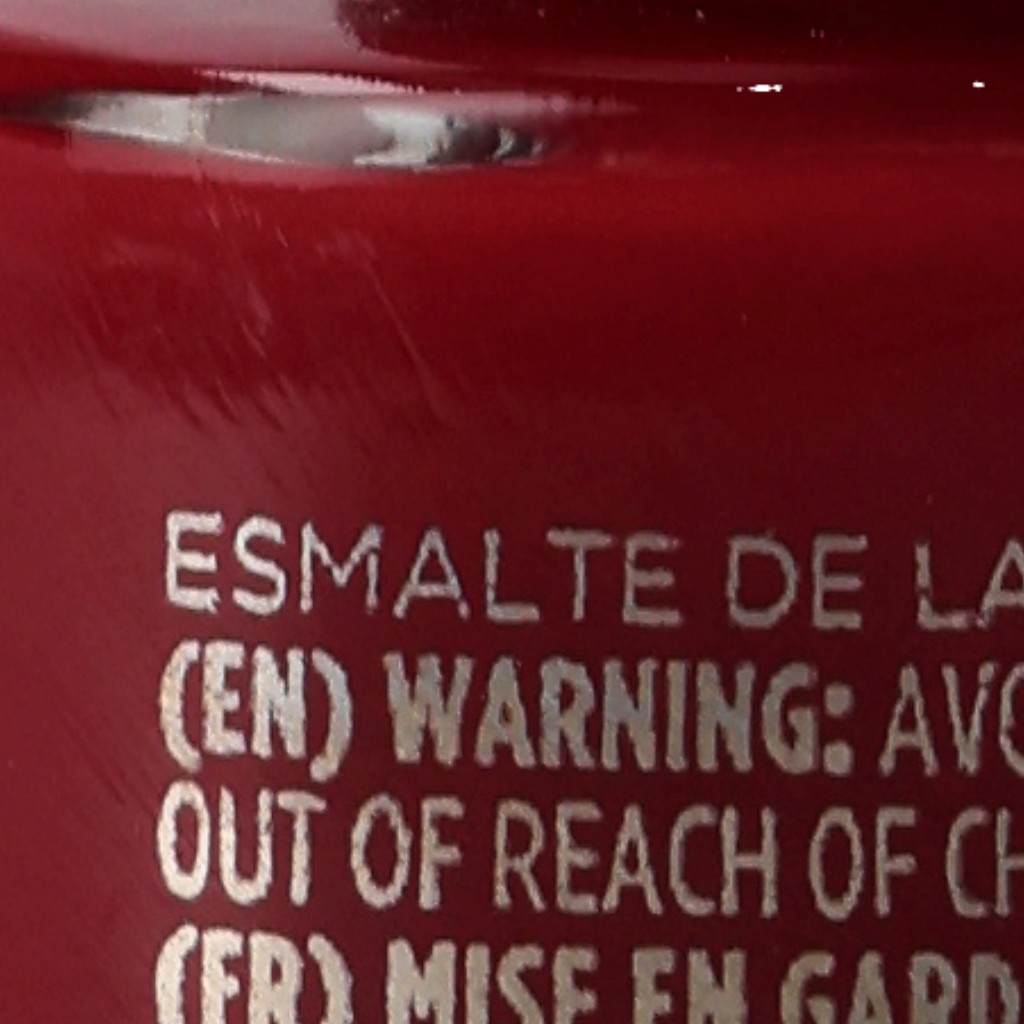 ESMALTE DE LA
(EN) WARNING: AVO
OUT OF REACH OF CH
(FR) MISE EN GARD